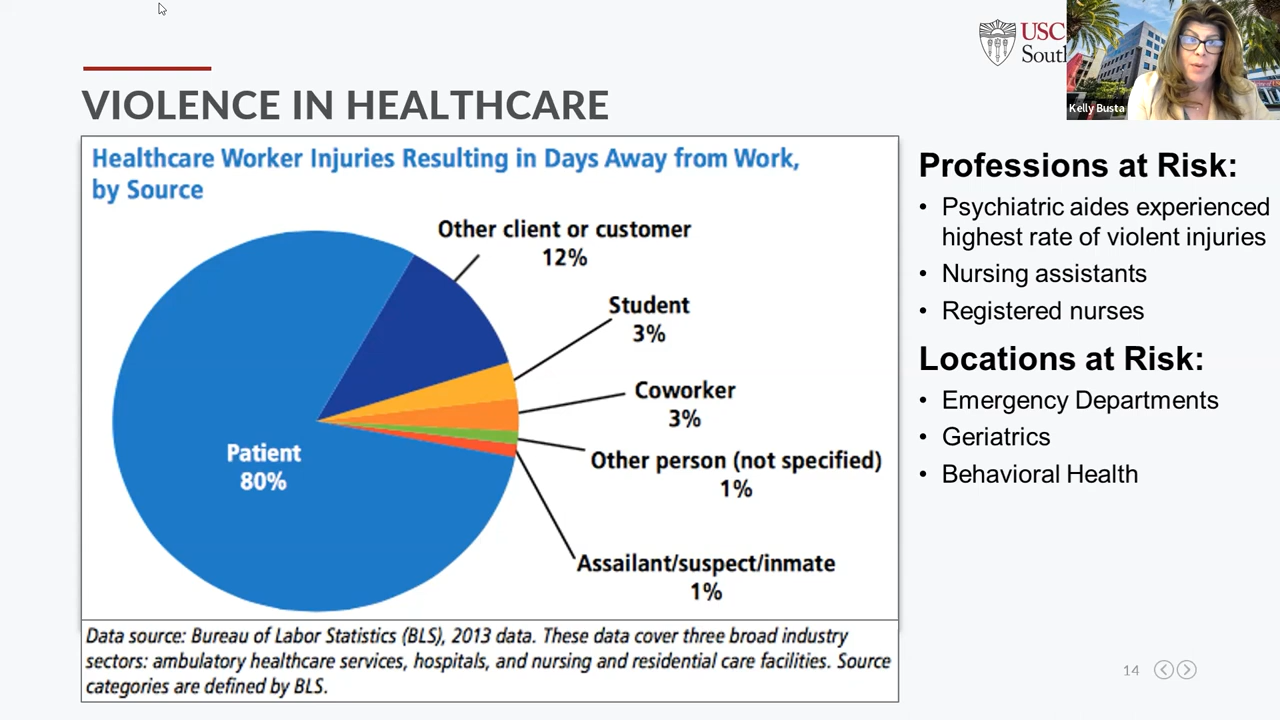 USC
Kelly Busta
VIOLENCE IN HEALTHCARE
Healthcare Worker Injuries Resulting in Days Away from Work,
by Source
Other client or customer
12%
Student
3%
Coworker
3%
Other person (not specified)
1%
Assailant/suspect/inmate
1%
Patient
80%
Data source: Bureau of Labor Statistics (BLS), 2013 data. These data cover three broad industry
sectors: ambulatory healthcare services, hospitals, and nursing and residential care facilities. Source
categories are defined by BLS.
Professions at Risk:
• Psychiatric aides experienced
highest rate of violent injuries
• Nursing assistants
• Registered nurses
Locations at Risk:
• Emergency Departments
• Geriatrics
• Behavioral Health
14